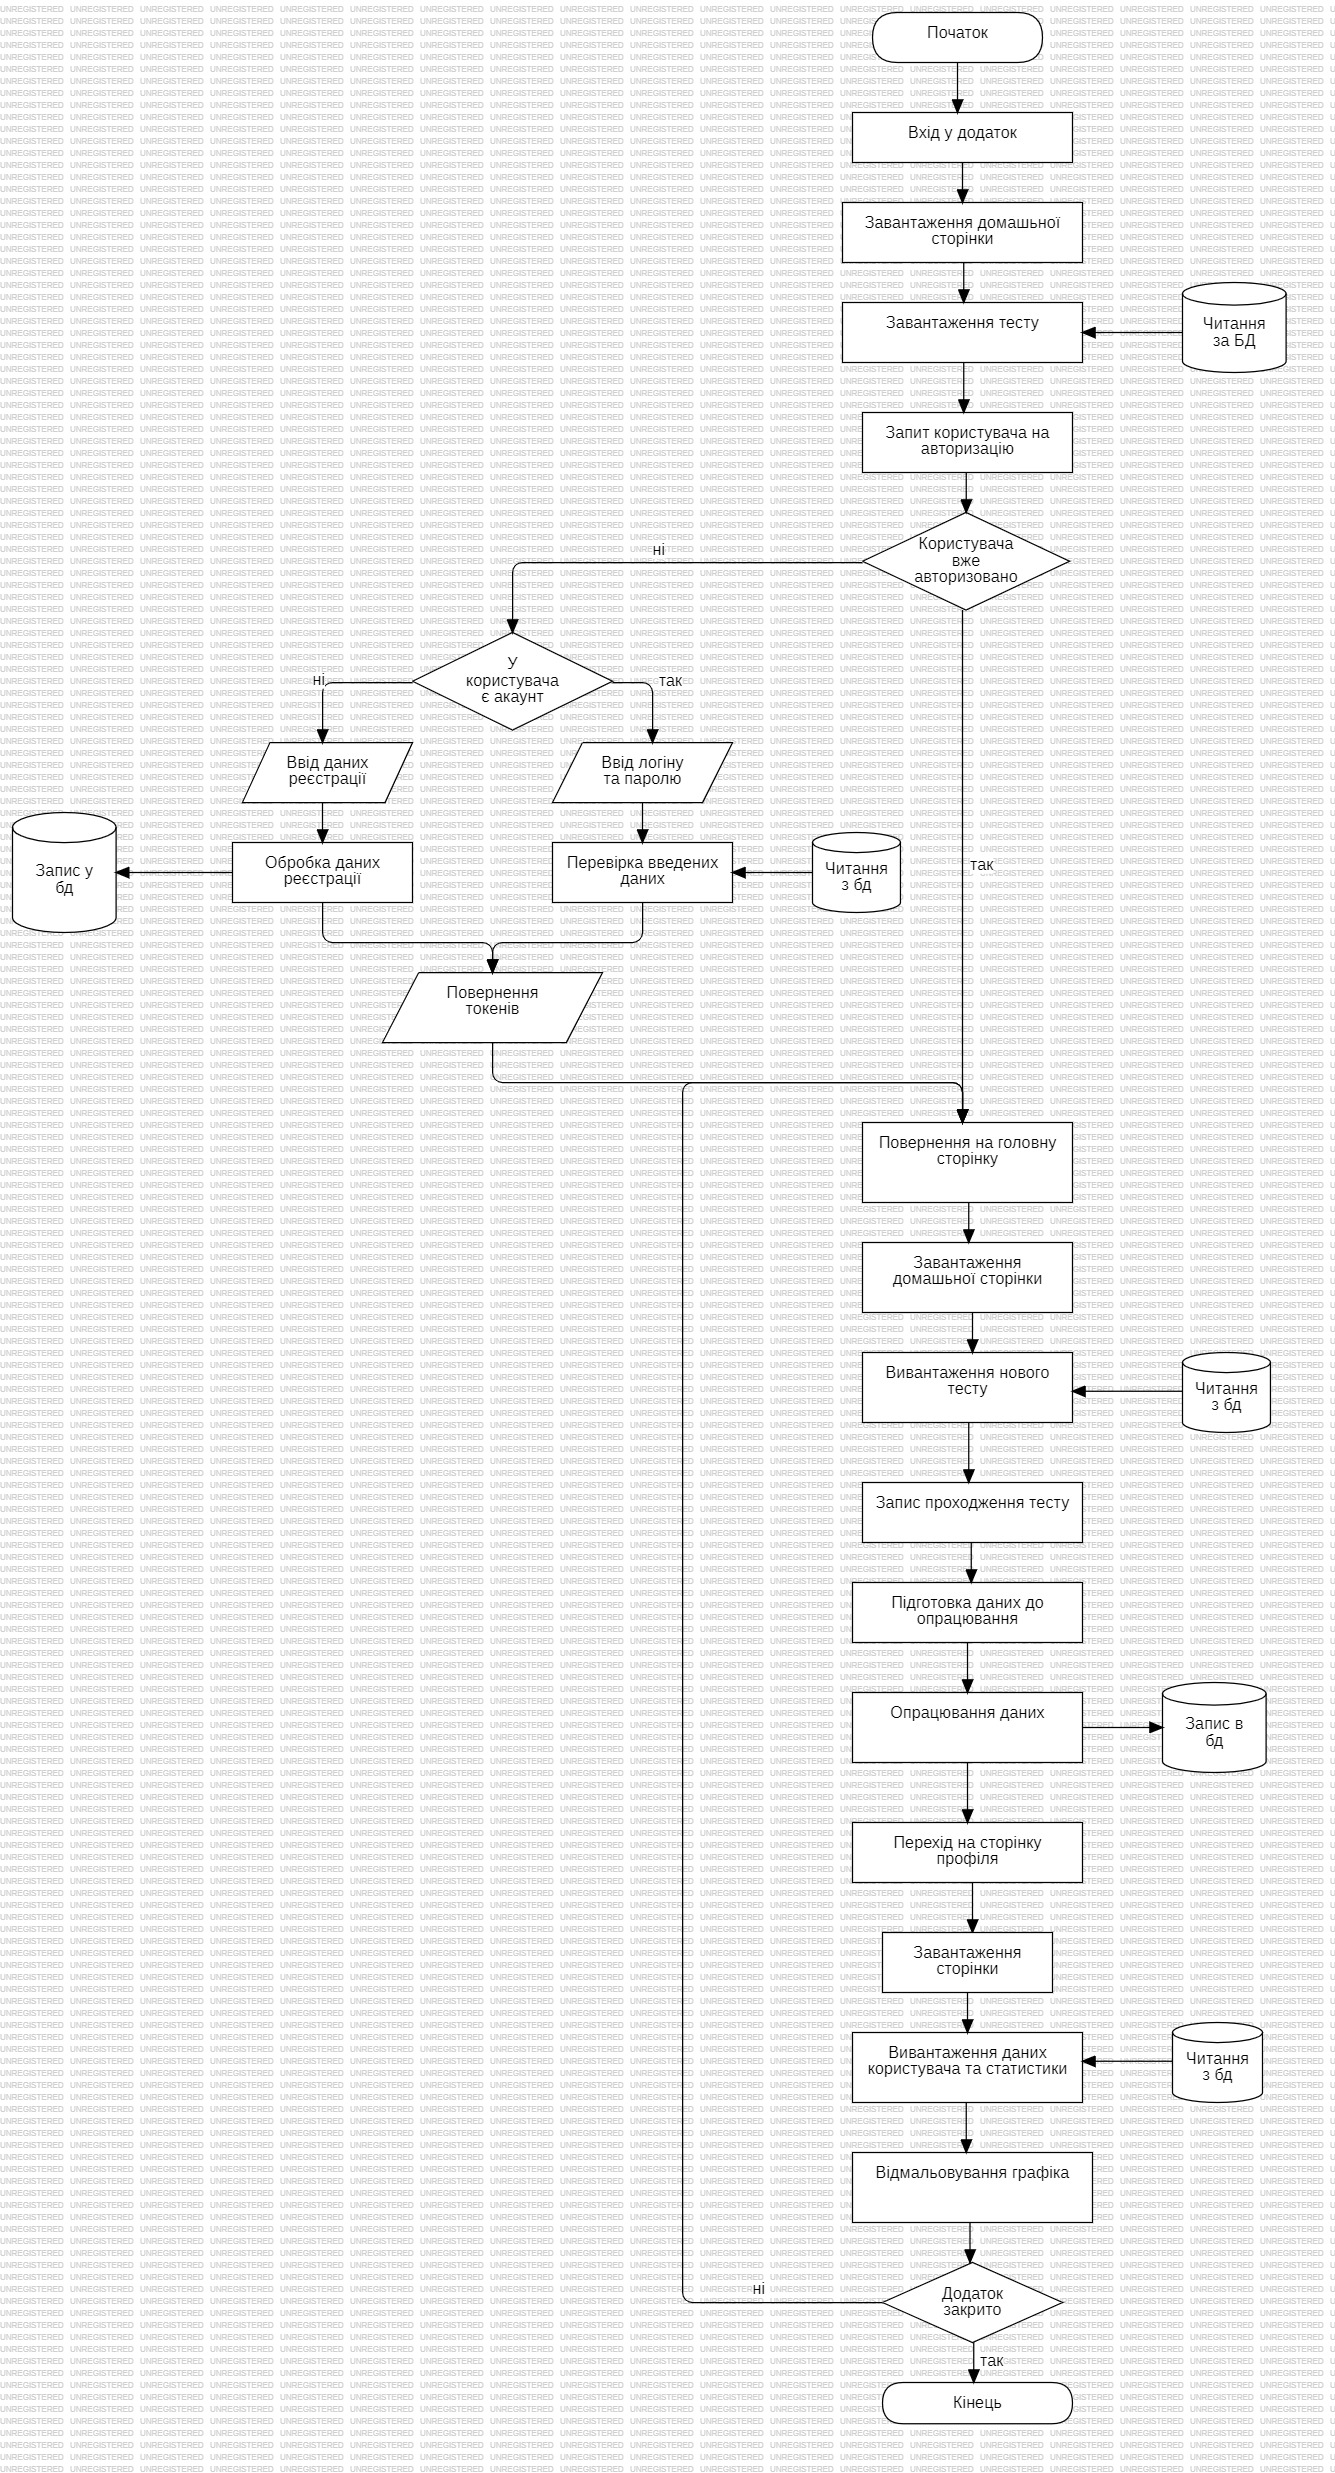 Початок
Вхід у додаток
Завантаження домашньої
сторінки
Завантаження тесту
Читання
за БД
Запит користувача на
авторизацію
Користувача
вже
авторизовано
ні
У
користувача
є акаунт
ні
так
Ввід даних
реєстрації
Ввід логіну
та паролю
Запис у
бд
Обробка даних
реєстрації
Перевірка введених
даних
Читання
з бд
так
Повернення
токенів
Повернення на головну
сторінку
Завантаження
домашньої сторінки
Вивантаження нового
тесту
Читання
з бд
Запис проходження тесту
Підготовка даних до
опрацювання
Опрацювання даних
Запис в
бд
Перехід на сторінку
профіля
Завантаження
сторінки
Вивантаження даних
користувача та статистики
Читання
з бд
Відмальовування графіка
ні
Додаток
закрито
так
Кінець
UNREGISTERED